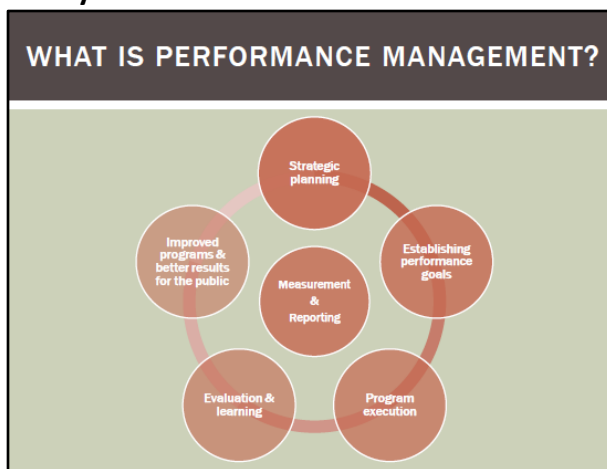 WHAT IS PERFORMANCE MANAGEMENT?
Strategic
planning
Improved
programs &
better results
for the public
Establishing
performance
goals
Measurement
&
Reporting
Evaluation &
learning
Program
execution